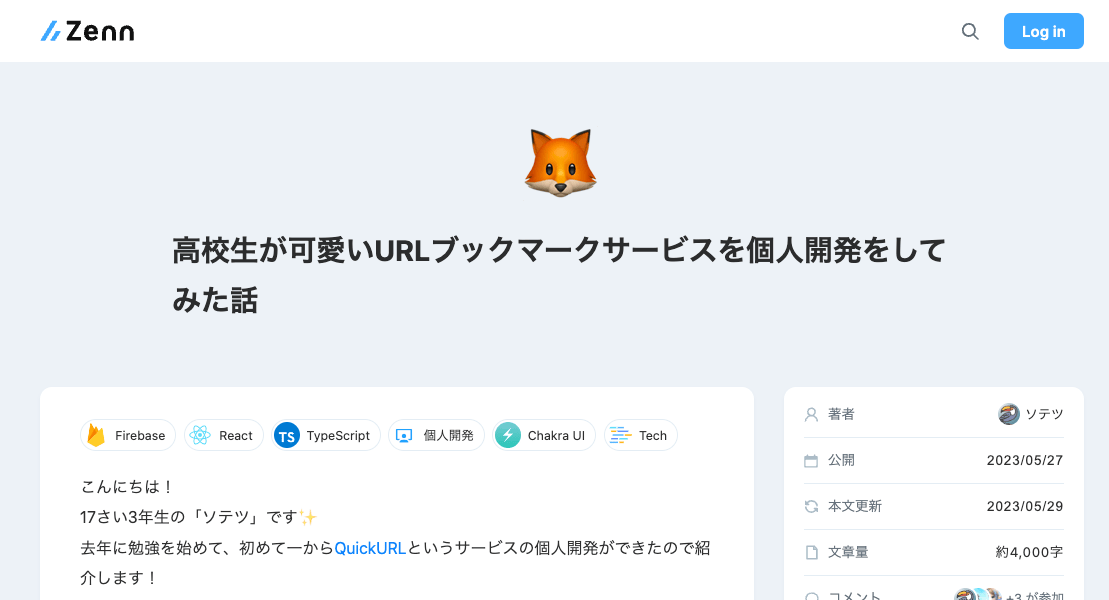 Zenn
Log in
高校生が可愛いURLブックマークサービスを個人開発をして
みた話
Firebase
React
TS TypeScript
個人開発
Chakra UI
Tech
こんにちは！
17さい3年生の「ソテツ」です✨
去年に勉強を始めて、初めて一からQuickURLというサービスの個人開発ができたので紹
介します！
著者 ソテツ
公開 2023/05/27
本文更新 2023/05/29
文章量 約4,000字
コメント +3 が参加